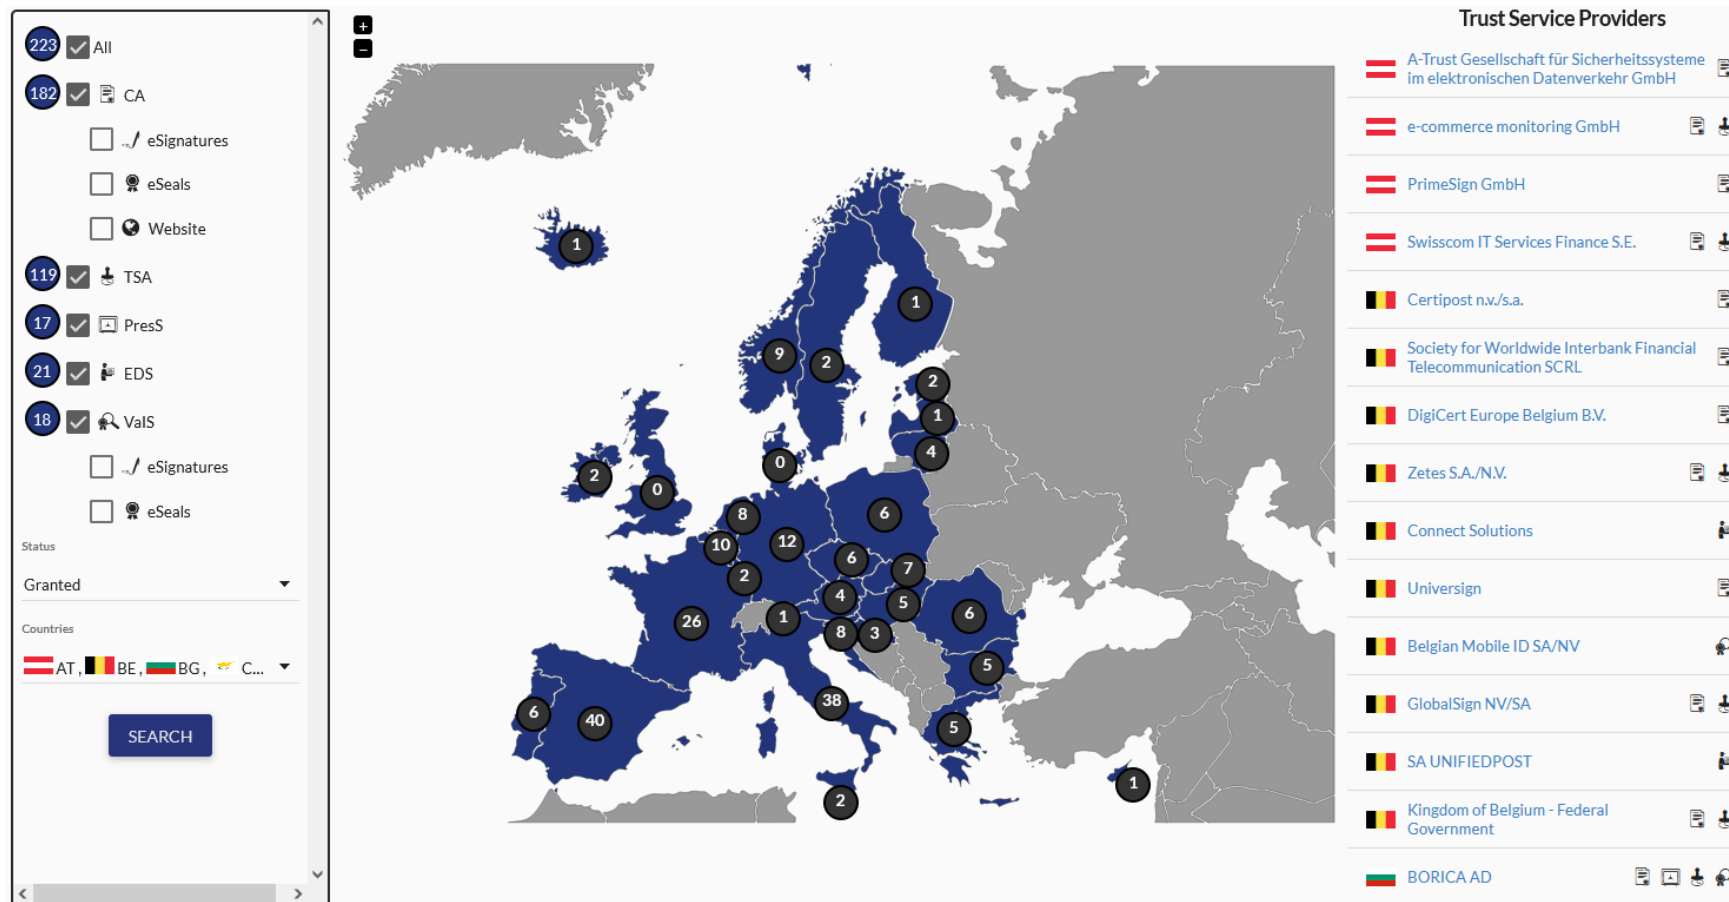 223 All
182 CA
eSignatures
eSeals
Website
119 TSA
17 PresS
21 EDS
18 ValS
eSignatures
eSeals
Status
Granted
Countries
AT , BE , BG , C...
SEARCH
+
−
1
1
9
2
2
1
4
0
2
0
8
6
10
12
6
7
2
4
5
1
26
8
3
6
5
38
6
40
5
1
2
Trust Service Providers
A-Trust Gesellschaft für Sicherheitssysteme
im elektronischen Datenverkehr GmbH
e-commerce monitoring GmbH
PrimeSign GmbH
Swisscom IT Services Finance S.E.
Certipost n.v./s.a.
Society for Worldwide Interbank Financial
Telecommunication SCRL
DigiCert Europe Belgium B.V.
Zetes S.A./N.V.
Connect Solutions
Universign
Belgian Mobile ID SA/NV
GlobalSign NV/SA
SA UNIFIEDPOST
Kingdom of Belgium - Federal
Government
BORICA AD